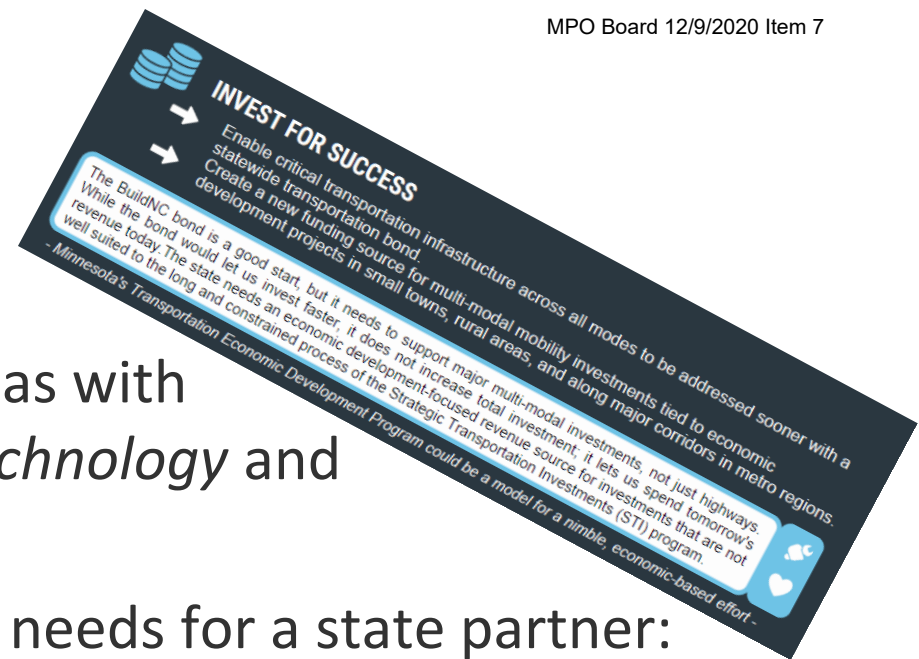 MPO Board 12/9/2020 Item 7
INVEST FOR SUCCESS
Enable critical transportation infrastructure across all modes to be addressed sooner with a
statewide transportation bond.
Create a new funding source for multi-modal mobility investments tied to economic
development projects in small towns, rural areas, and along major corridors in metro regions.
The BuildNC bond is a good start, but it needs to support major multi-modal investments, not just highways.
While the bond would let us invest faster, it does not increase total investment; it lets us spend tomorrow's
revenue today. The state needs an economic development-focused revenue source for investments that are not
well suited to the long and constrained process of the Strategic Transportation Investments (STI) program.
- Minnesota's Transportation Economic Development Program could be a model for a nimble, economic-based effort -
as with
chnology and
needs for a state partner: